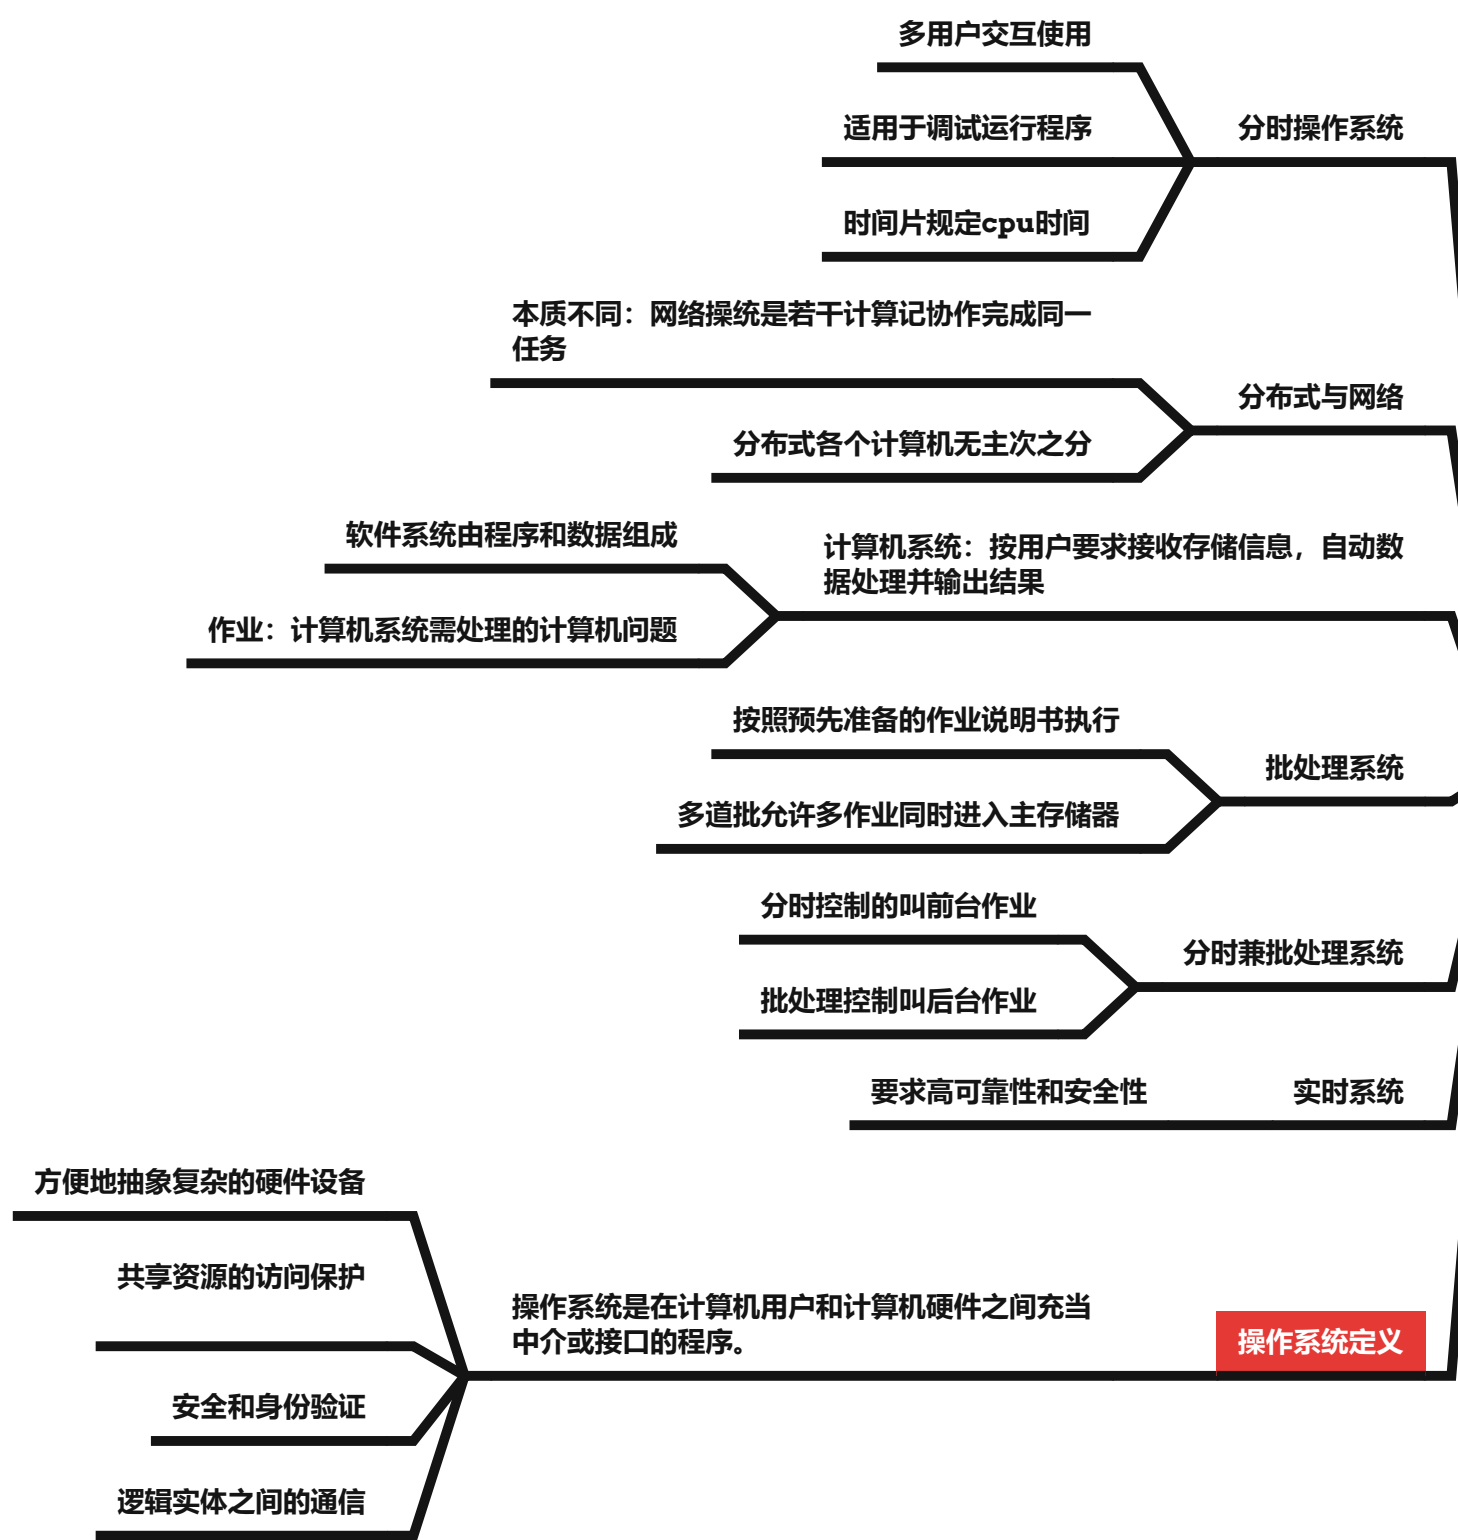 多用户交互使用
适用于调试运行程序
分时操作系统
时间片规定cpu时间
本质不同：网络操统是若干计算记协作完成同一
任务
分布式与网络
分布式各个计算机无主次之分
软件系统由程序和数据组成
计算机系统：按用户要求接收存储信息，自动数
据处理并输出结果
作业：计算机系统需处理的计算机问题
按照预先准备的作业说明书执行
批处理系统
多道批允许多作业同时进入主存储器
分时控制的叫前台作业
分时兼批处理系统
批处理控制叫后台作业
要求高可靠性和安全性
实时系统
方便地抽象复杂的硬件设备
共享资源的访问保护
操作系统是在计算机用户和计算机硬件之间充当
中介或接口的程序。
操作系统定义
安全和身份验证
逻辑实体之间的通信